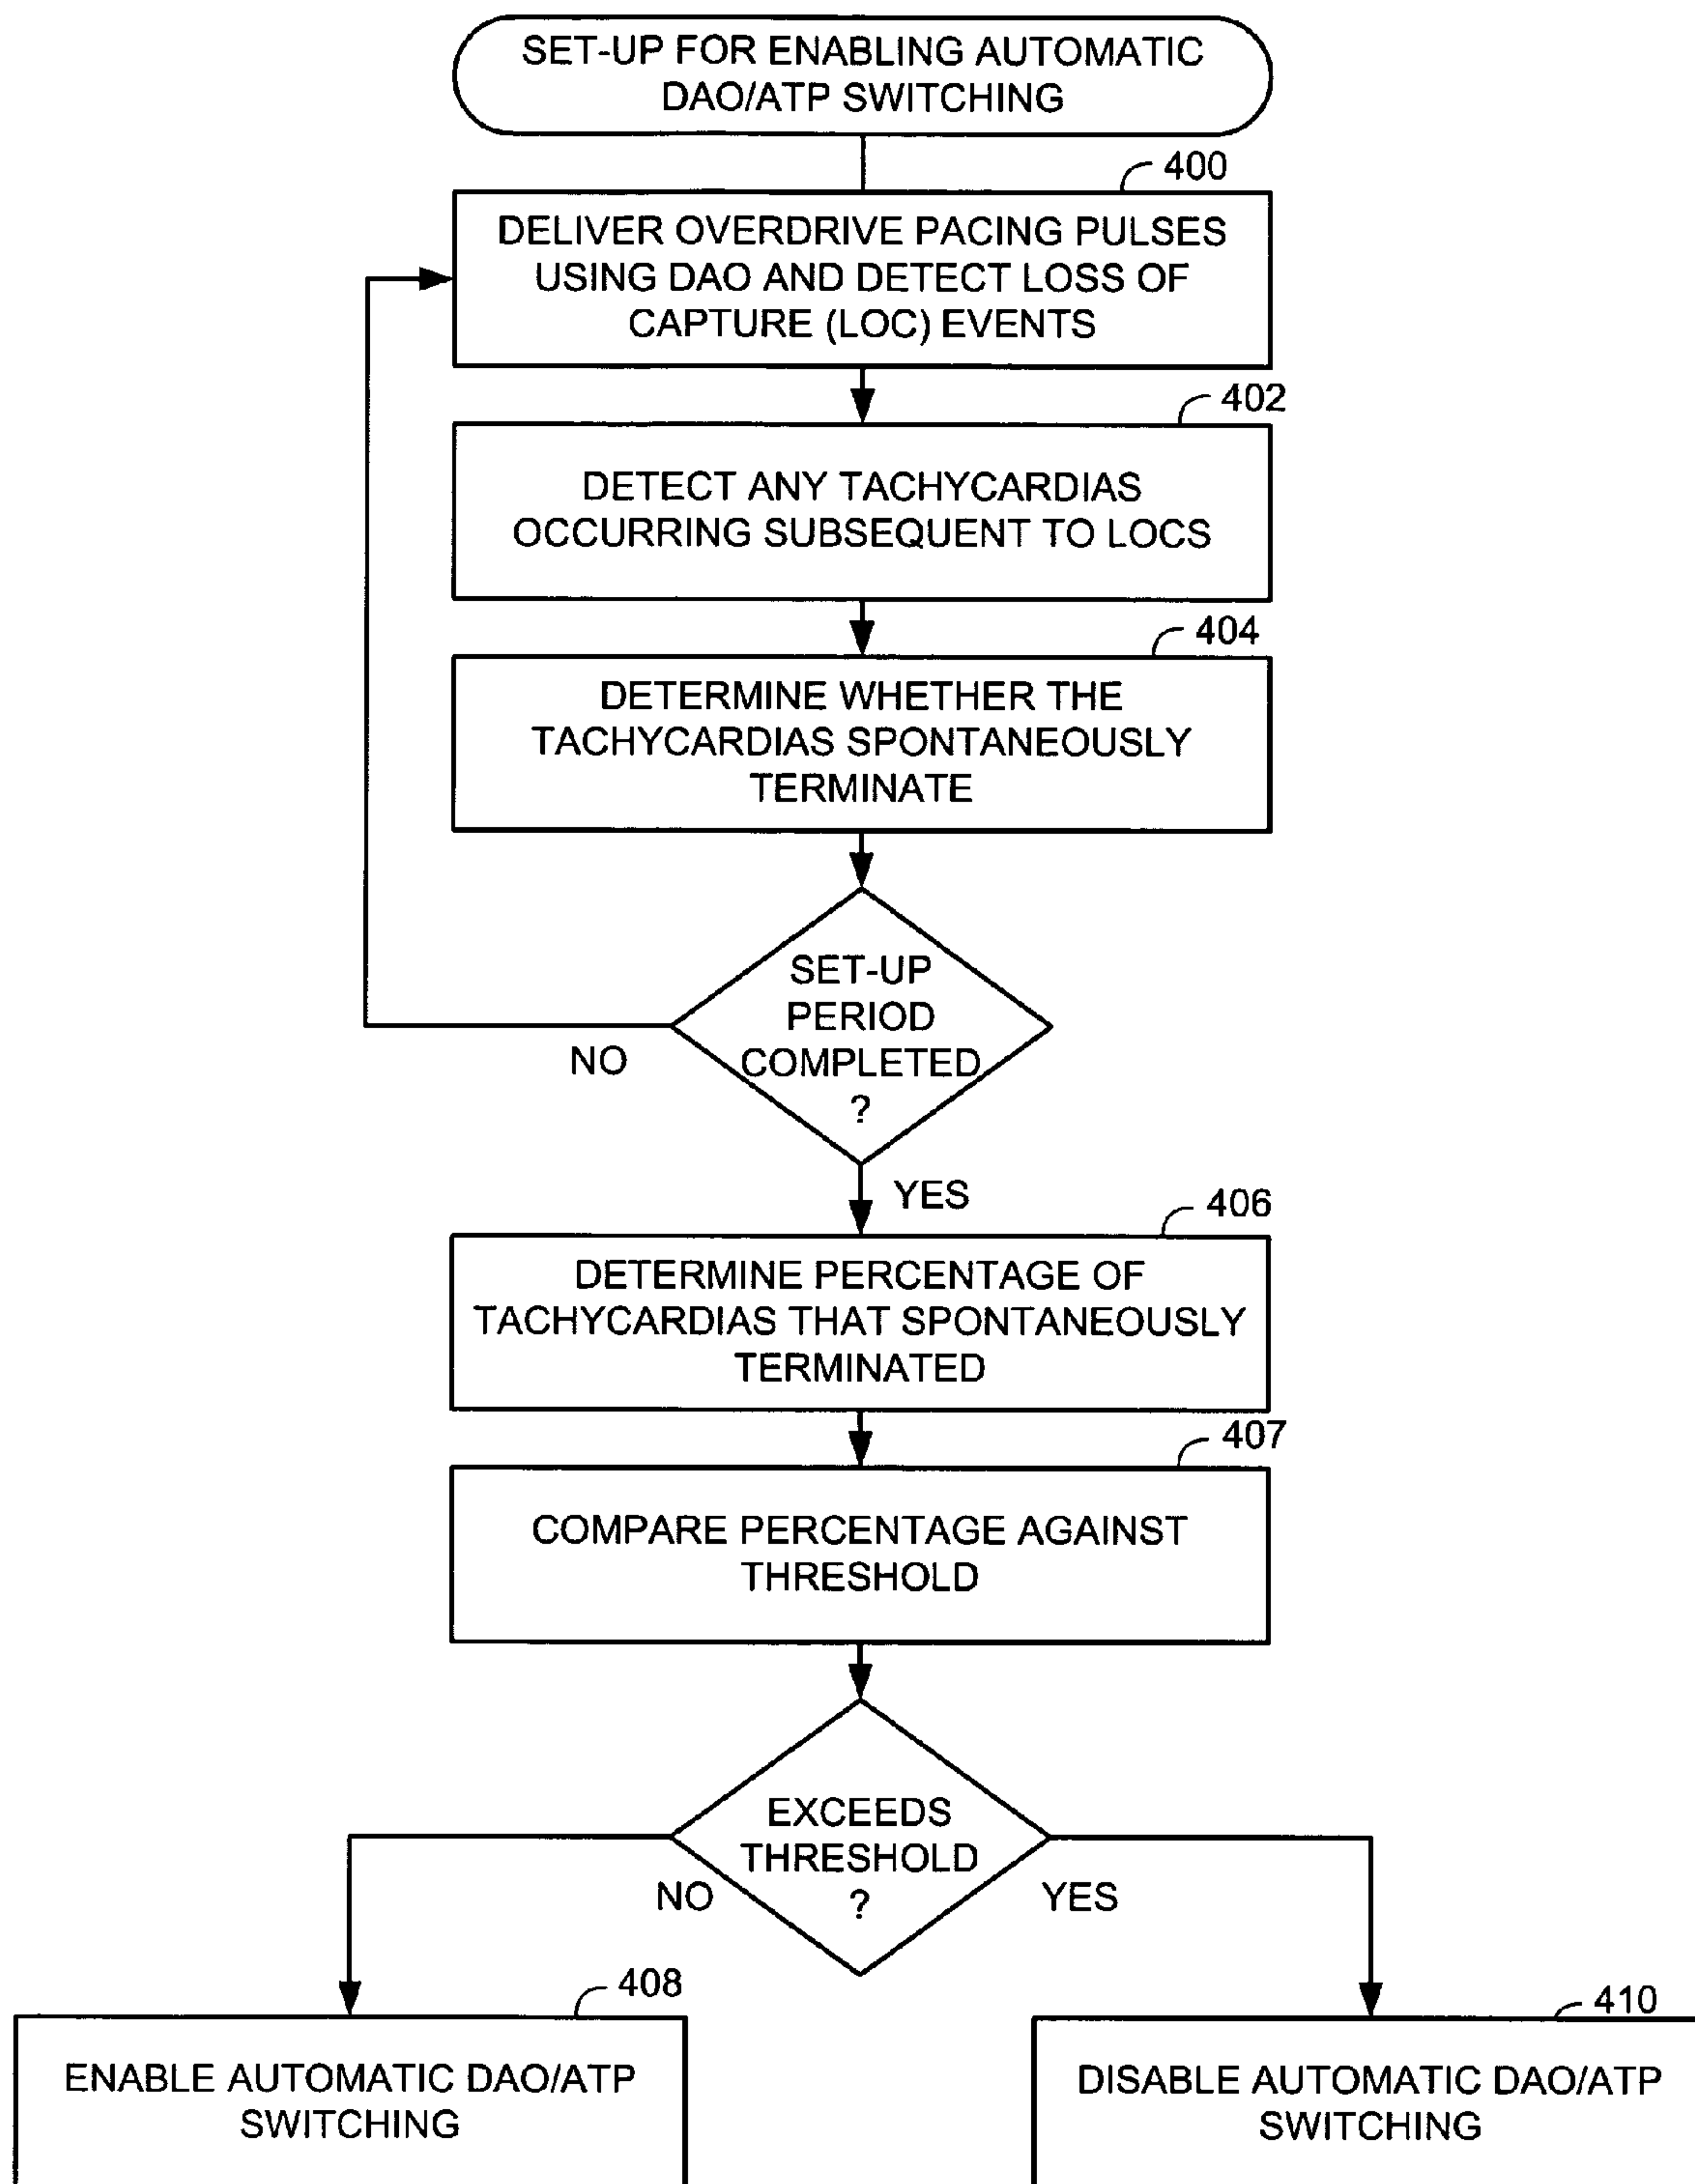 SET-UP FOR ENABLING AUTOMATIC
DAO/ATP SWITCHING
400
DELIVER OVERDRIVE PACING PULSES
USING DAO AND DETECT LOSS OF
CAPTURE (LOC) EVENTS
402
DETECT ANY TACHYCARDIAS
OCCURRING SUBSEQUENT TO LOCS
404
DETERMINE WHETHER THE
TACHYCARDIAS SPONTANEOUSLY
TERMINATE
SET-UP
PERIOD
COMPLETED
?
NO
YES
406
DETERMINE PERCENTAGE OF
TACHYCARDIAS THAT SPONTANEOUSLY
TERMINATED
407
COMPARE PERCENTAGE AGAINST
THRESHOLD
EXCEEDS
THRESHOLD
?
NO
YES
408
ENABLE AUTOMATIC DAO/ATP
SWITCHING
410
DISABLE AUTOMATIC DAO/ATP
SWITCHING